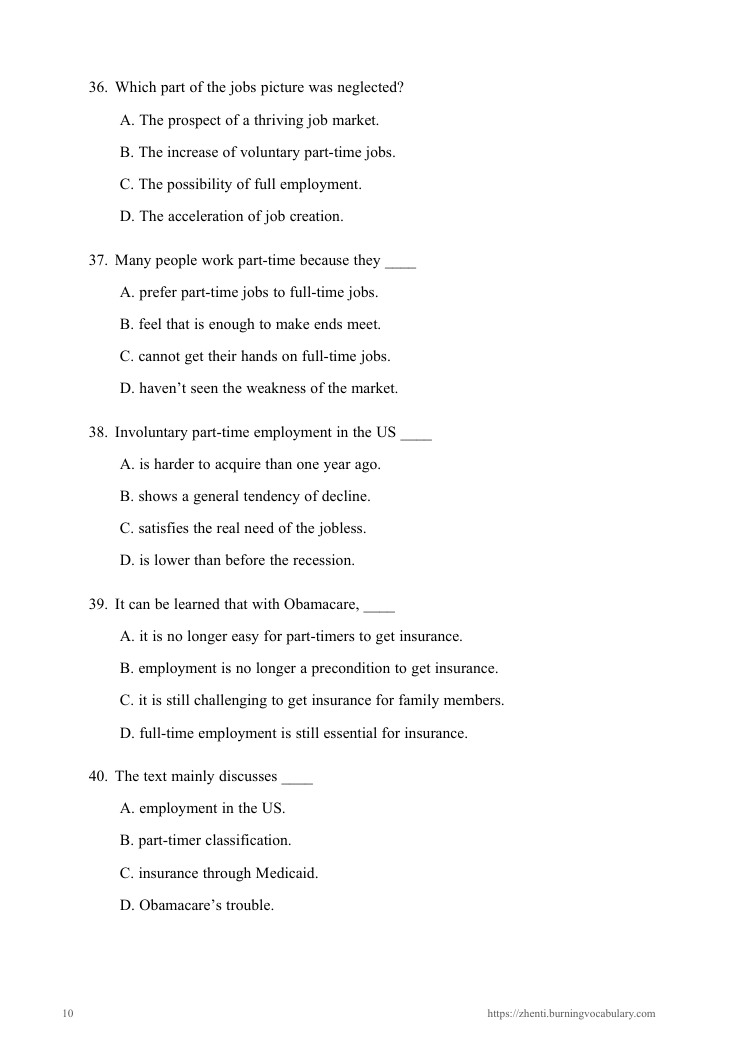 36. Which part of the jobs picture was neglected?
A. The prospect of a thriving job market.
B. The increase of voluntary part-time jobs.
C. The possibility of full employment.
D. The acceleration of job creation.
37. Many people work part-time because they ____
A. prefer part-time jobs to full-time jobs.
B. feel that is enough to make ends meet.
C. cannot get their hands on full-time jobs.
D. haven’t seen the weakness of the market.
38. Involuntary part-time employment in the US ____
A. is harder to acquire than one year ago.
B. shows a general tendency of decline.
C. satisfies the real need of the jobless.
D. is lower than before the recession.
39. It can be learned that with Obamacare, ____
A. it is no longer easy for part-timers to get insurance.
B. employment is no longer a precondition to get insurance.
C. it is still challenging to get insurance for family members.
D. full-time employment is still essential for insurance.
40. The text mainly discusses ____
A. employment in the US.
B. part-timer classification.
C. insurance through Medicaid.
D. Obamacare’s trouble.
10 https://zhenti.burningvocabulary.com